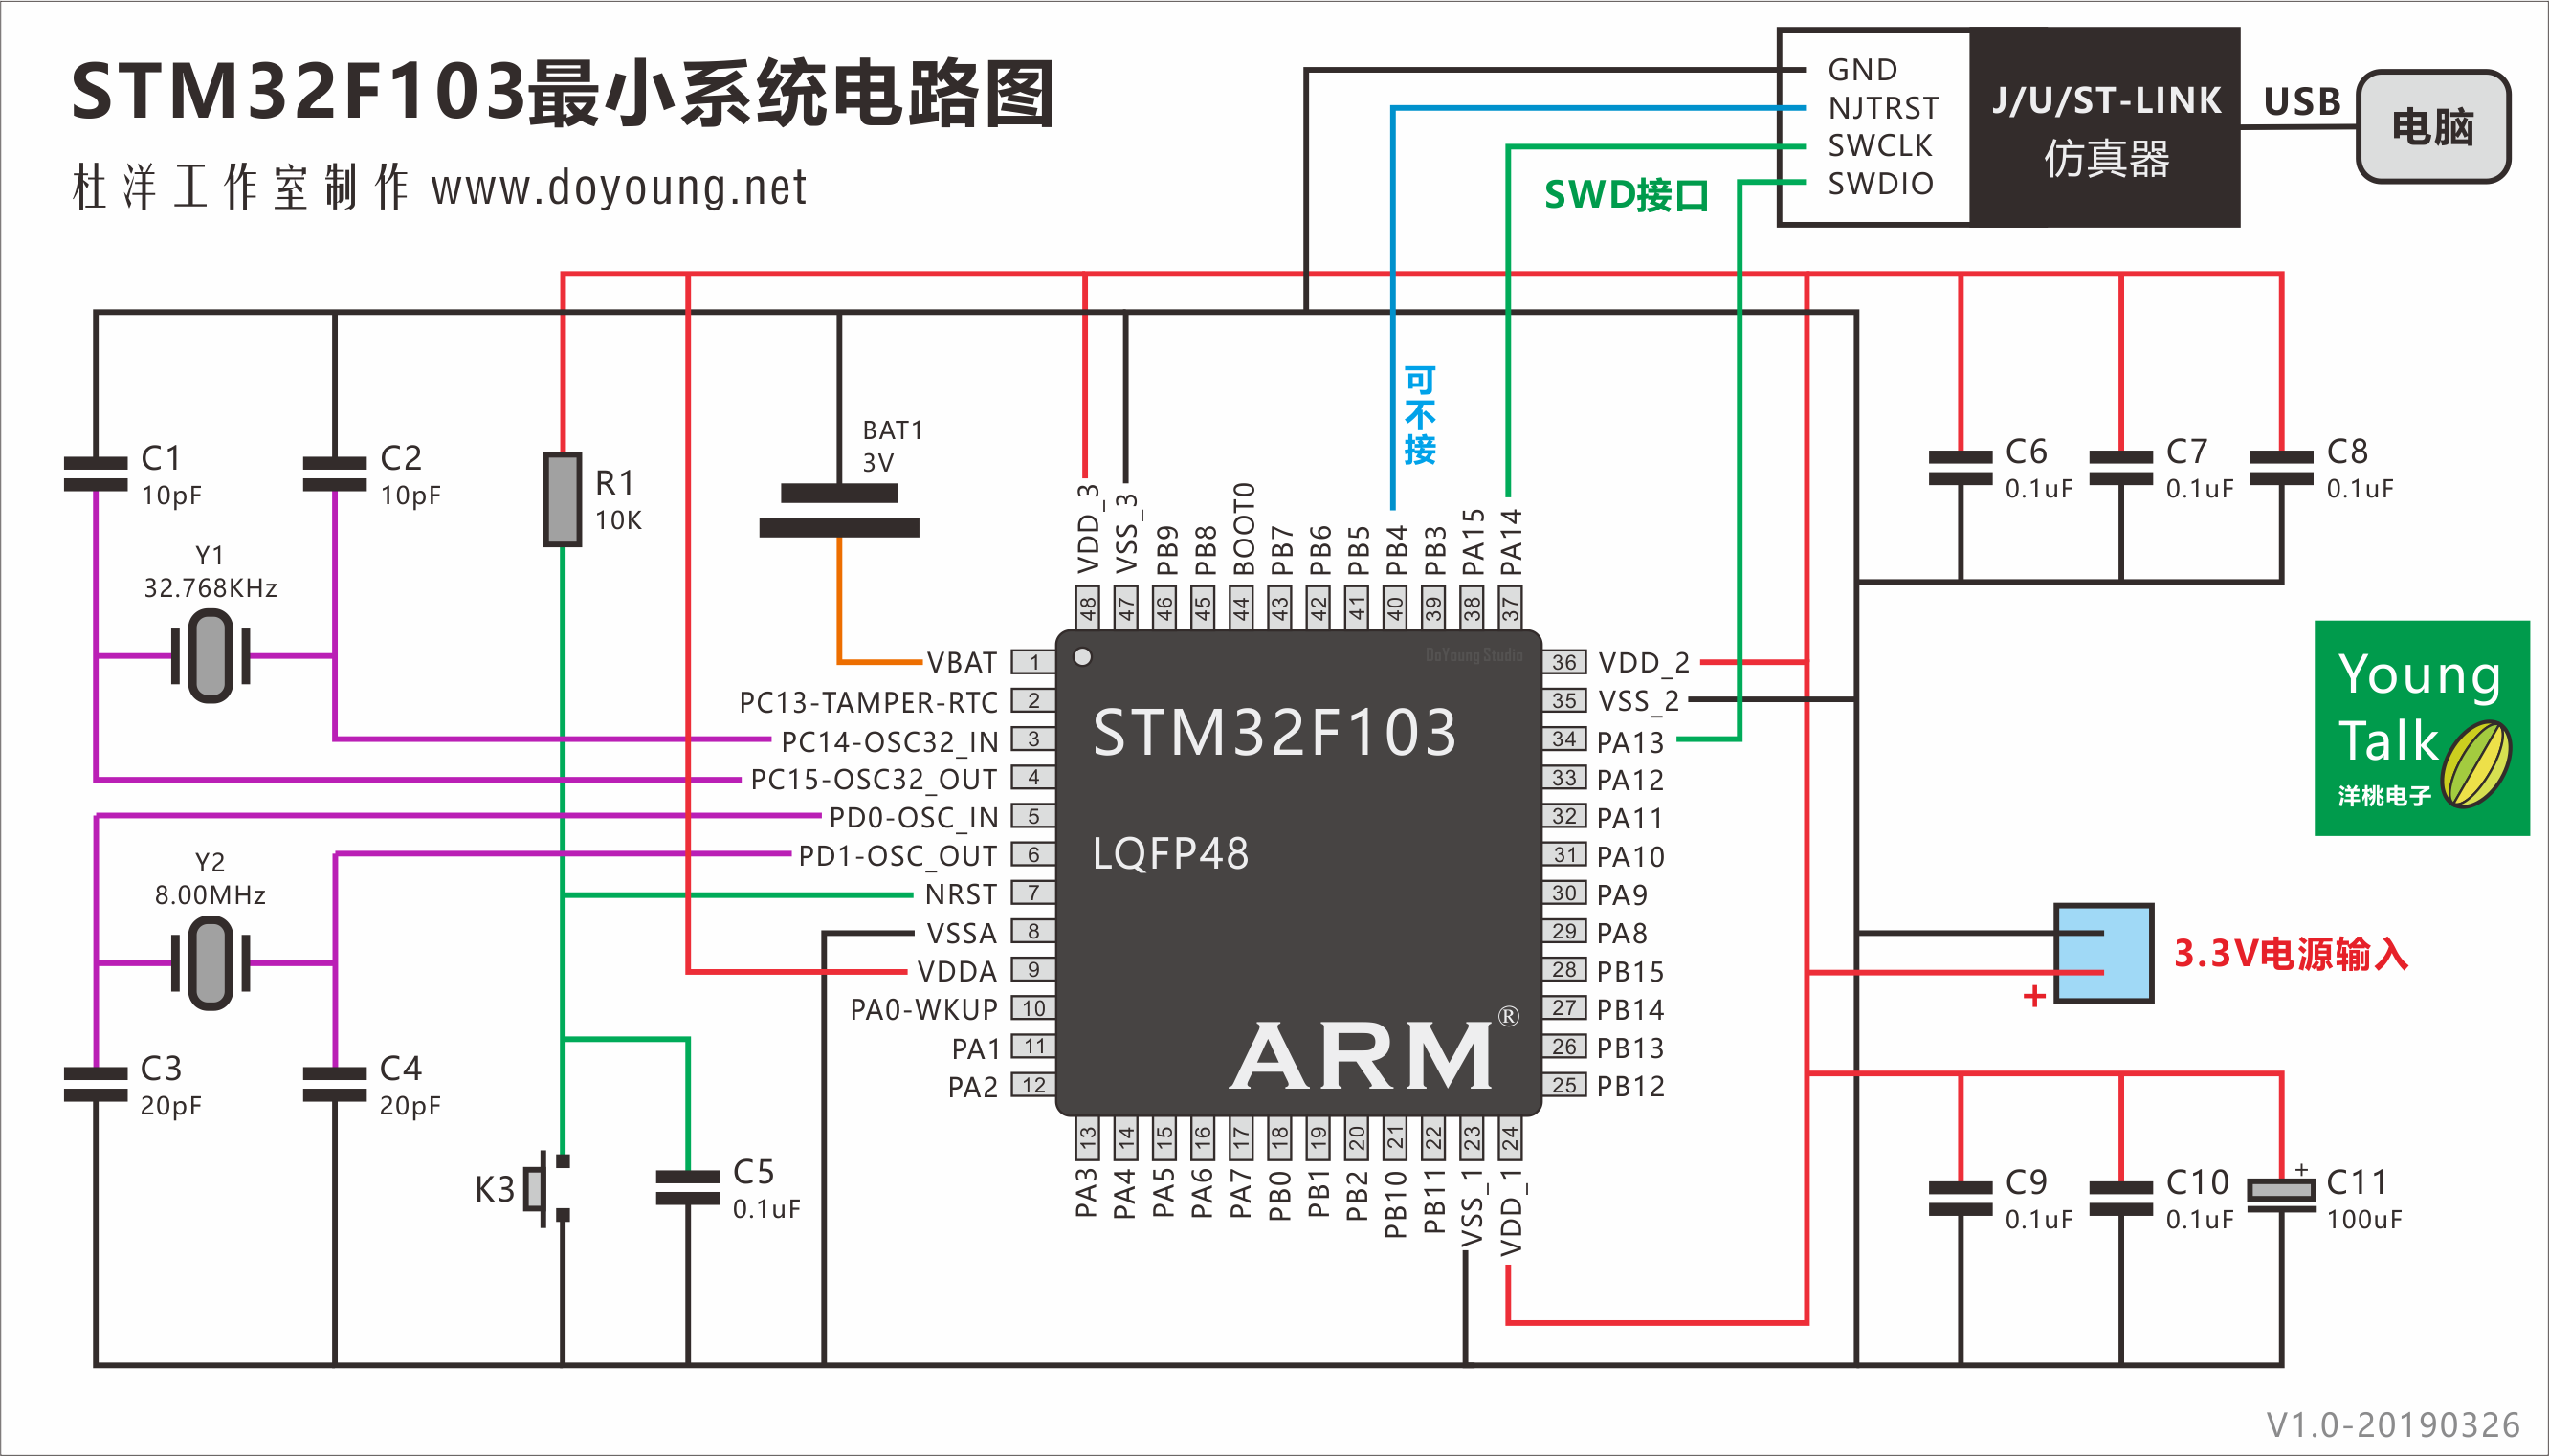 STM32F103最小系统电路图
杜洋工作室制作 www.doyoung.net
GND
NJTRST
SWCLK
SWDIO
J/U/ST-LINK
仿真器
USB
电脑
SWD接口
可不接
C1
10pF
C2
10pF
Y1
32.768KHz
R1
10K
BAT1
3V
C6
0.1uF
C7
0.1uF
C8
0.1uF
VDD_3
VSS_3
PB9
PB8
BOOT0
PB7
PB6
PB5
PB4
PB3
PA15
PA14
48
47
46
45
44
43
42
41
40
39
38
37
VBAT 1
PC13-TAMPER-RTC 2
PC14-OSC32_IN 3
PC15-OSC32_OUT 4
PD0-OSC_IN 5
PD1-OSC_OUT 6
NRST 7
VSSA 8
VDDA 9
PA0-WKUP 10
PA1 11
PA2 12
DoYoung Studio
STM32F103
LQFP48
ARM®
36 VDD_2
35 VSS_2
34 PA13
33 PA12
32 PA11
31 PA10
30 PA9
29 PA8
28 PB15
27 PB14
26 PB13
25 PB12
13
14
15
16
17
18
19
20
21
22
23
24
PA3
PA4
PA5
PA6
PA7
PB0
PB1
PB2
PB10
PB11
VSS_1
VDD_1
Y2
8.00MHz
C3
20pF
C4
20pF
K3
C5
0.1uF
Young
Talk
洋桃电子
3.3V电源输入
+
C9
0.1uF
C10
0.1uF
+
C11
100uF
V1.0-20190326